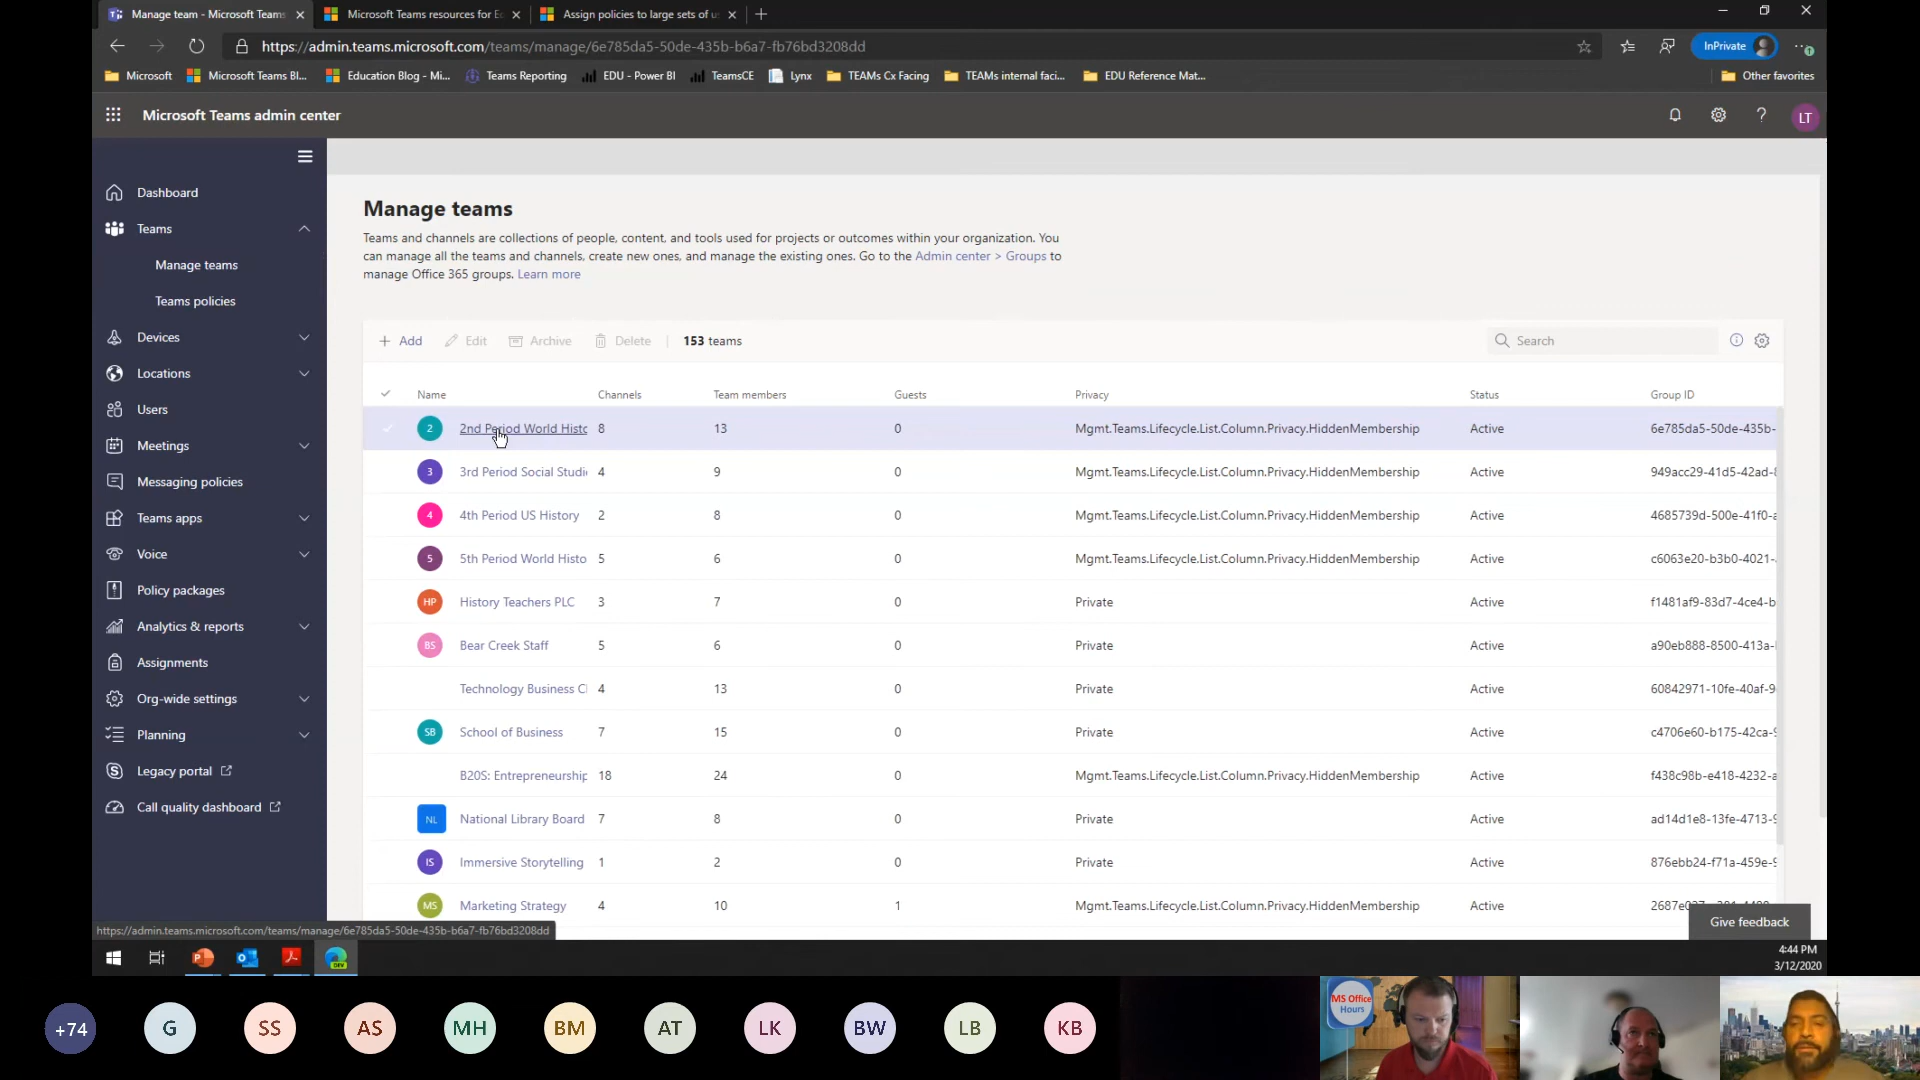 Manage team - Microsoft Teams
Microsoft Teams resources for E
Assign policies to large sets of u
https://admin.teams.microsoft.com/teams/manage/6e785da5-50de-435b-b6a7-fb76bd3208dd
InPrivate
Microsoft
Microsoft Teams Bl...
Education Blog - Mi...
Teams Reporting
EDU - Power BI
TeamsCE
Lynx
TEAMs Cx Facing
TEAMs internal faci...
EDU Reference Mat...
Other favorites
Microsoft Teams admin center
LT
Dashboard
Teams
Manage teams
Teams policies
Devices
Locations
Users
Meetings
Messaging policies
Teams apps
Voice
Policy packages
Analytics & reports
Assignments
Org-wide settings
Planning
Legacy portal
Call quality dashboard
Manage teams
Teams and channels are collections of people, content, and tools used for projects or outcomes within your organization. You
can manage all the teams and channels, create new ones, and manage the existing ones. Go to the Admin center > Groups to
manage Office 365 groups. Learn more
+ Add Edit Archive Delete | 153 teams Search
Name Channels Team members Guests Privacy Status Group ID
2 2nd Period World Histo 8 13 0 Mgmt.Teams.Lifecycle.List.Column.Privacy.HiddenMembership Active 6e785da5-50de-435b-
3 3rd Period Social Studi 4 9 0 Mgmt.Teams.Lifecycle.List.Column.Privacy.HiddenMembership Active 949acc29-41d5-42ad-
4 4th Period US History 2 8 0 Mgmt.Teams.Lifecycle.List.Column.Privacy.HiddenMembership Active 4685739d-500e-41f0-a
5 5th Period World Histo 5 6 0 Mgmt.Teams.Lifecycle.List.Column.Privacy.HiddenMembership Active c6063e20-b3b0-4021-
HP History Teachers PLC 3 7 0 Private Active f1481af9-83d7-4ce4-b
BS Bear Creek Staff 5 6 0 Private Active a90eb888-8500-413a-
Technology Business C 4 13 0 Private Active 60842971-10fe-40af-9
SB School of Business 7 15 0 Private Active c4706e60-b175-42ca-9
B20S: Entrepreneurship 18 24 0 Mgmt.Teams.Lifecycle.List.Column.Privacy.HiddenMembership Active f438c98b-e418-4232-a
NL National Library Board 7 8 0 Private Active ad14d1e8-13fe-4713-9
IS Immersive Storytelling 1 2 0 Private Active 876ebb24-f71a-459e-9
MS Marketing Strategy 4 10 1 Mgmt.Teams.Lifecycle.List.Column.Privacy.HiddenMembership Active
Give feedback
https://admin.teams.microsoft.com/teams/manage/6e785da5-50de-435b-b6a7-fb76bd3208dd
4:44 PM
3/12/2020
+74 G SS AS MH BM AT LK BW LB KB
MS Office
Hours